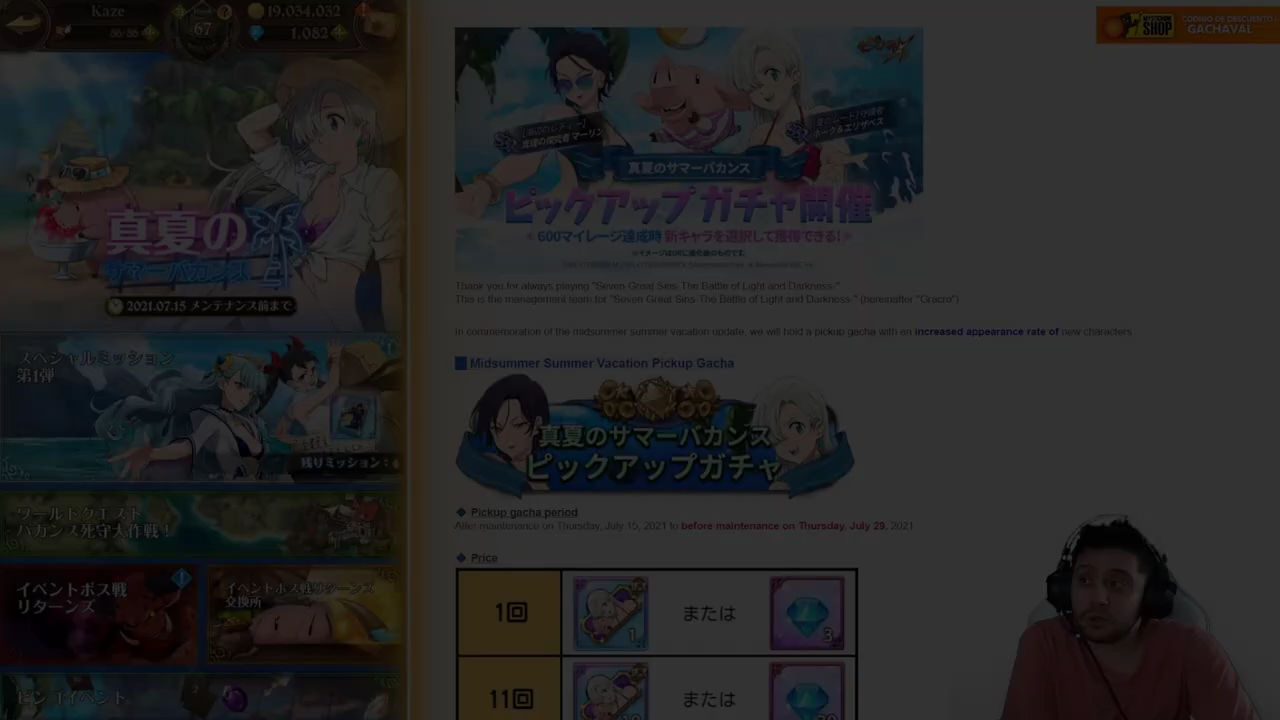 Kaze
86/86
67
19,034,032
1,082
真夏の
サマーバカンス
2021.07.15 メンテナンス前まで
スペシャルミッション
第1弾
残りミッション：
ワールドクエスト
バカンス死守大作戦！
イベントボス戦
リターンズ
イベントボス戦リターンズ
交換所
ビンゴイベント
真夏のサマーバカンス
ピックアップガチャ開催
600マイレージ達成時 新キャラを選択して獲得できる!
Thank you for always playing "Seven Great Sins-The Battle of Light and Darkness-"
This is the management team for "Seven Great Sins-The Battle of Light and Darkness-" (hereinafter "Grocro")
In commemoration of the midsummer summer vacation update, we will hold a pickup gacha with an increased appearance rate of new characters.
Midsummer Summer Vacation Pickup Gacha
真夏のサマーバカンス
ピックアップガチャ
Pickup gacha period
After maintenance on Thursday, July 15, 2021 to before maintenance on Thursday, July 29, 2021
Price
1回
1
または
3
11回
または
SHOP
CODIGO DE DESCUENTO
GACHAVAL